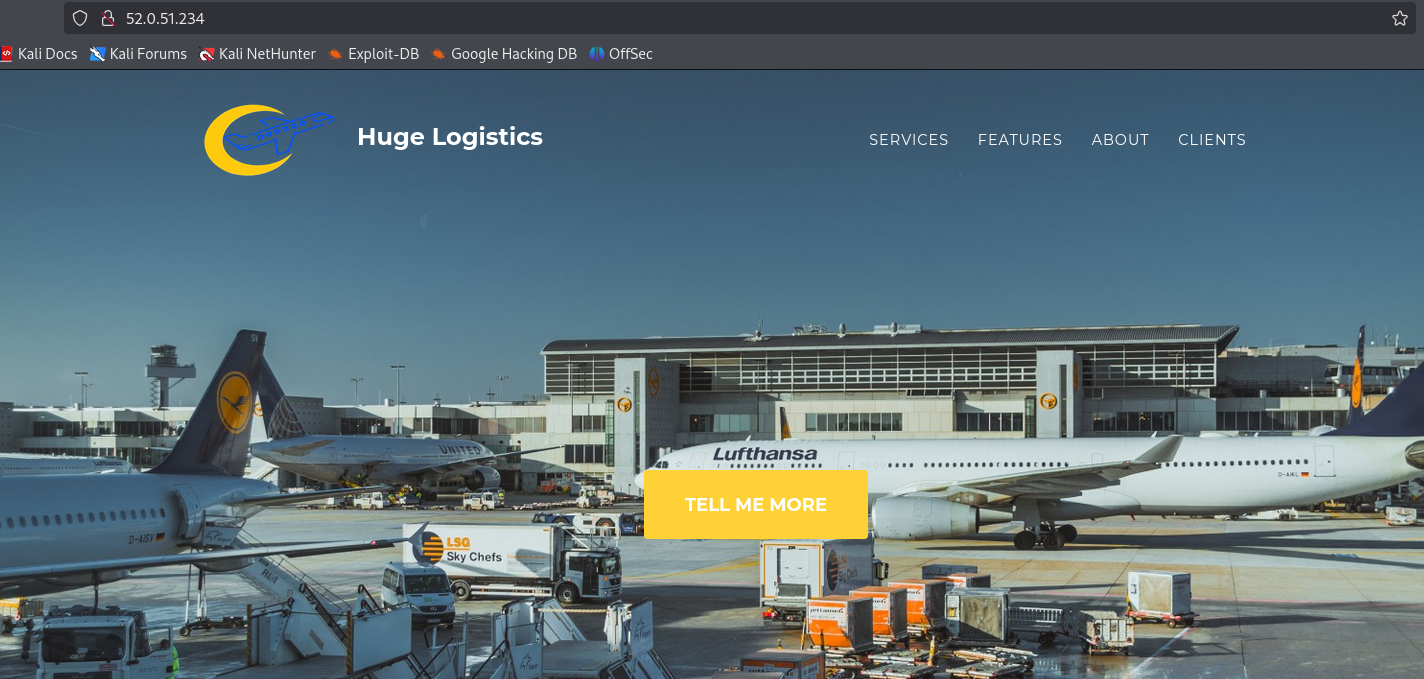 52.0.51.234
Kali Docs Kali Forums Kali NetHunter Exploit-DB Google Hacking DB OffSec
Huge Logistics
SERVICES FEATURES ABOUT CLIENTS
UNITED
Lufthansa
D-AIKL
TELL ME MORE
D-AISV
LSG
Sky Chefs